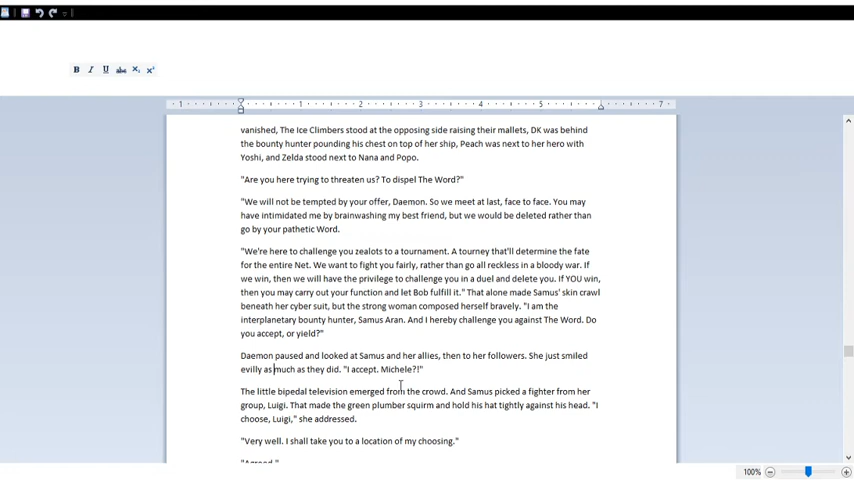 B I U abc X₂ X²
1 1 2 3 4 5 7
vanished, The Ice Climbers stood at the opposing side raising their mallets, DK was behind
the bounty hunter pounding his chest on top of her ship, Peach was next to her hero with
Yoshi, and Zelda stood next to Nana and Popo.
"Are you here trying to threaten us? To dispel The Word?"
"We will not be tempted by your offer, Daemon. So we meet at last, face to face. You may
have intimidated me by brainwashing my best friend, but we would be deleted rather than
go by your pathetic Word.
"We're here to challenge you zealots to a tournament. A tourney that'll determine the fate
for the entire Net. We want to fight you fairly, rather than go all reckless in a bloody war. If
we win, then we will have the privilege to challenge you in a duel and delete you. If YOU win,
then you may carry out your function and let Bob fulfill it." That alone made Samus' skin crawl
beneath her cyber suit, but the strong woman composed herself bravely. "I am the
interplanetary bounty hunter, Samus Aran. And I hereby challenge you against The Word. Do
you accept, or yield?"
Daemon paused and looked at Samus and her allies, then to her followers. She just smiled
evilly as much as they did. "I accept. Michele?!"
The little bipedal television emerged from the crowd. And Samus picked a fighter from her
group, Luigi. That made the green plumber squirm and hold his hat tightly against his head. "I
choose, Luigi," she addressed.
"Very well. I shall take you to a location of my choosing."
"Agreed."
100%